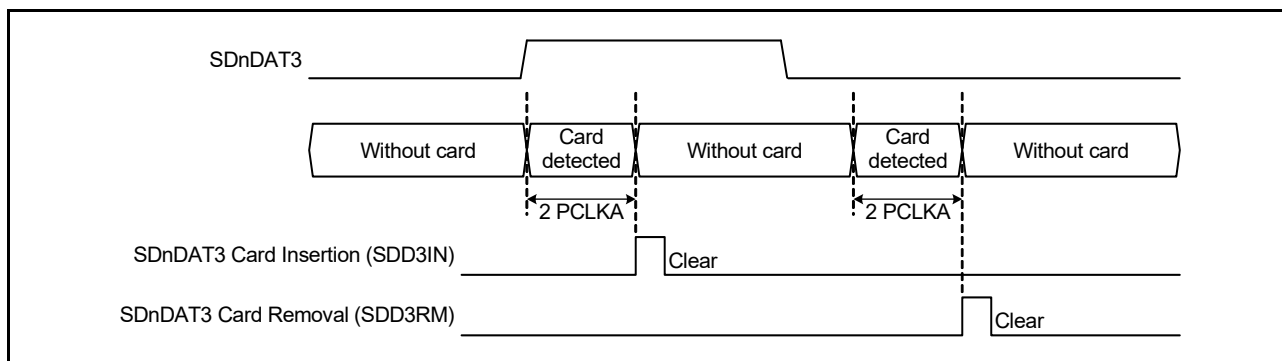 SDnDAT3
Without card
Card
detected
Without card
Card
detected
Without card
2 PCLKA
2 PCLKA
SDnDAT3 Card Insertion (SDD3IN)
Clear
SDnDAT3 Card Removal (SDD3RM)
Clear